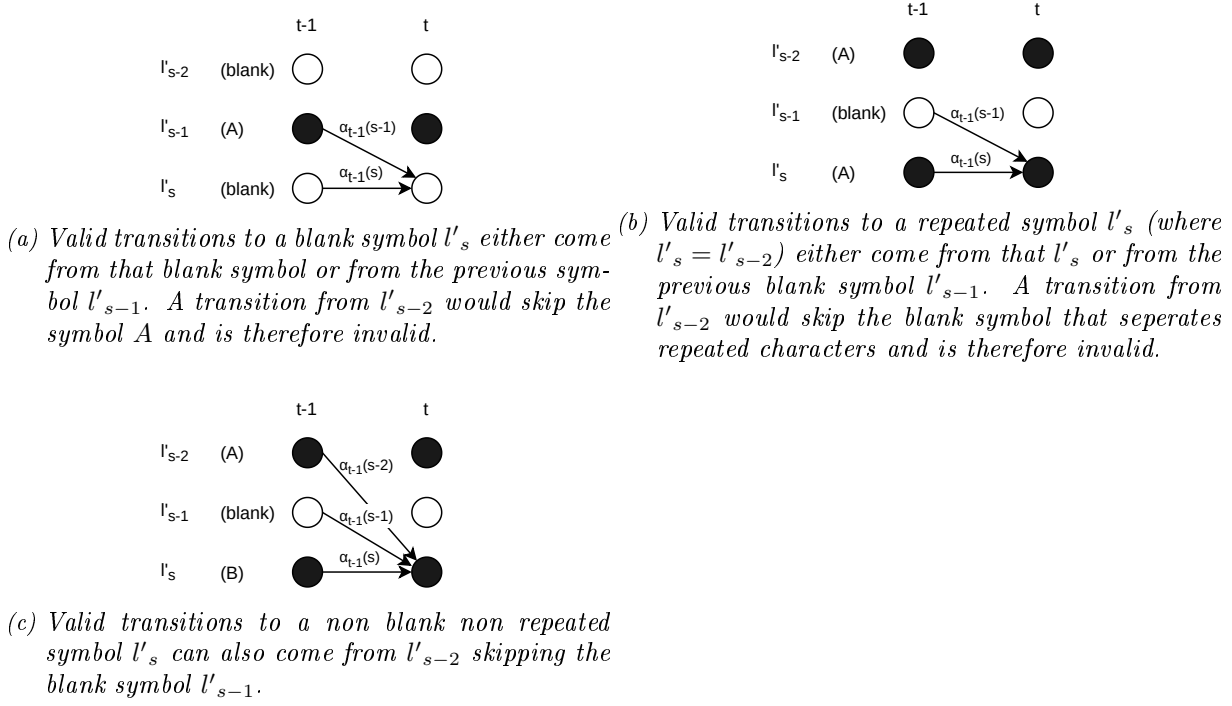 t-1 t
l's-2 (blank)
l's-1 (A) αt-1(s-1)
l's (blank) αt-1(s)
(a) Valid transitions to a blank symbol l′s either come
from that blank symbol or from the previous sym-
bol l′s−1. A transition from l′s−2 would skip the
symbol A and is therefore invalid.
t-1 t
l's-2 (A)
l's-1 (blank) αt-1(s-1)
l's (A) αt-1(s)
(b) Valid transitions to a repeated symbol l′s (where
l′s = l′s−2) either come from that l′s or from the
previous blank symbol l′s−1. A transition from
l′s−2 would skip the blank symbol that seperates
repeated characters and is therefore invalid.
t-1 t
l's-2 (A) αt-1(s-2)
l's-1 (blank) αt-1(s-1)
l's (B) αt-1(s)
(c) Valid transitions to a non blank non repeated
symbol l′s can also come from l′s−2 skipping the
blank symbol l′s−1.